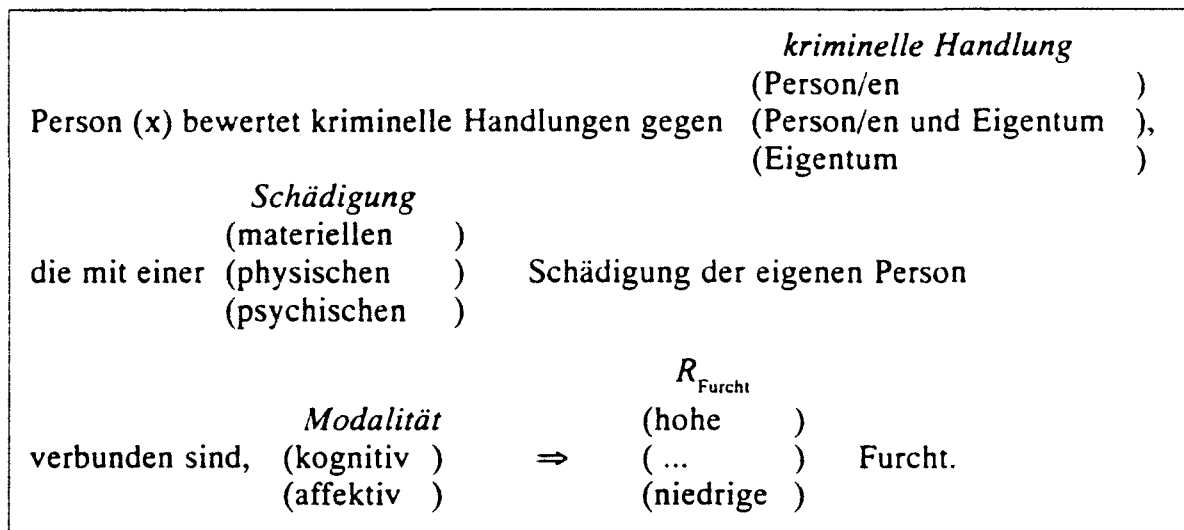 kriminelle Handlung
(Person/en )
Person (x) bewertet kriminelle Handlungen gegen (Person/en und Eigentum ),
(Eigentum )
Schädigung
(materiellen )
die mit einer (physischen ) Schädigung der eigenen Person
(psychischen )
R Furcht
Modalität (hohe )
verbunden sind, (kognitiv ) ⇒ ( ... ) Furcht.
(affektiv ) (niedrige )